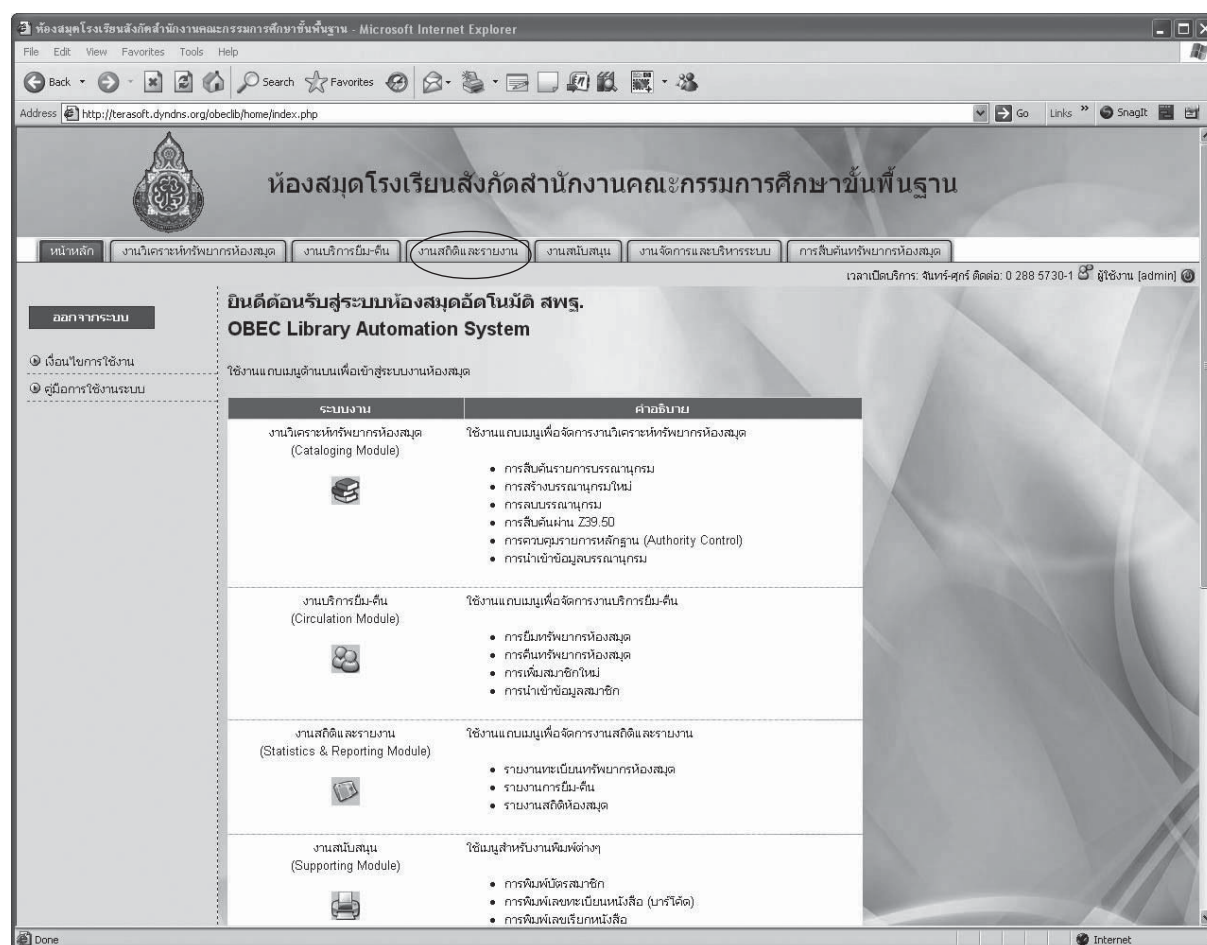 ห้องสมุดโรงเรียนสังกัดสำนักงานคณะกรรมการศึกษาขั้นพื้นฐาน - Microsoft Internet Explorer
File Edit View Favorites Tools Help
Back Search Favorites
Address http://terasoft.dyndns.org/obeclib/home/index.php Go Links » SnagIt
ห้องสมุดโรงเรียนสังกัดสำนักงานคณะกรรมการศึกษาขั้นพื้นฐาน
หน้าหลัก งานวิเคราะห์ทรัพยากรห้องสมุด งานบริการยืม-คืน งานสถิติและรายงาน งานสนับสนุน งานจัดการและบริหารระบบ การสืบค้นทรัพยากรห้องสมุด
เวลาเปิดบริการ: จันทร์-ศุกร์ ติดต่อ: 0 288 5730-1 ผู้ใช้งาน [admin]
ออกจากระบบ
เงื่อนไขการใช้งาน
คู่มือการใช้งานระบบ
ยินดีต้อนรับสู่ระบบห้องสมุดอัตโนมัติ สพฐ.
OBEC Library Automation System
ใช้งานแถบเมนูด้านบนเพื่อเข้าสู่ระบบงานห้องสมุด
ระบบงาน คำอธิบาย
งานวิเคราะห์ทรัพยากรห้องสมุด
(Cataloging Module)
ใช้งานแถบเมนูเพื่อจัดการงานวิเคราะห์ทรัพยากรห้องสมุด
• การสืบค้นรายการบรรณานุกรม
• การสร้างบรรณานุกรมใหม่
• การลบบรรณานุกรม
• การสืบค้นผ่าน Z39.50
• การควบคุมรายการหลักฐาน (Authority Control)
• การนำเข้าข้อมูลบรรณานุกรม
งานบริการยืม-คืน
(Circulation Module)
ใช้งานแถบเมนูเพื่อจัดการงานบริการยืม-คืน
• การยืมทรัพยากรห้องสมุด
• การคืนทรัพยากรห้องสมุด
• การเพิ่มสมาชิกใหม่
• การนำเข้าข้อมูลสมาชิก
งานสถิติและรายงาน
(Statistics & Reporting Module)
ใช้งานแถบเมนูเพื่อจัดการงานสถิติและรายงาน
• รายงานทะเบียนทรัพยากรห้องสมุด
• รายงานการยืม-คืน
• รายงานสถิติห้องสมุด
งานสนับสนุน
(Supporting Module)
ใช้เมนูสำหรับงานพิมพ์ต่างๆ
• การพิมพ์บัตรสมาชิก
• การพิมพ์เลขทะเบียนหนังสือ (บาร์โค้ด)
• การพิมพ์เลขเรียกหนังสือ
Done Internet